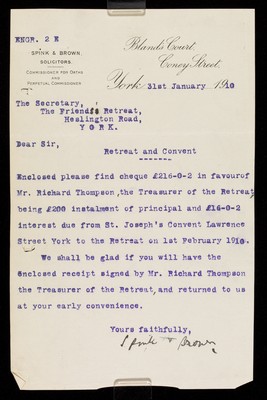 ENGR. 2 E
SPINK & BROWN,
SOLICITORS.
COMMISSIONER FOR OATHS
AND
PERPETUAL COMMISSIONER.
Bland's Court,
Coney Street,
York, 31st January 1910
The Secretary,
The Friends Retreat,
Heslington Road,
Y O R K.
Dear Sir,
Retreat and Convent
Enclosed please find cheque £216-0-2 in favourof
Mr. Richard Thompson, the Treasurer of the Retreat,
being £200 instalment of principal and £16-0-2
interest due from St. Joseph's Convent Lawrence
Street York to the Retreat on 1st February 1910.
We shall be glad if you will have the
enclosed receipt signed by Mr. Richard Thompson
the Treasurer of the Retreat, and returned to us
at your early convenience.
Yours faithfully,
Spink & Brown